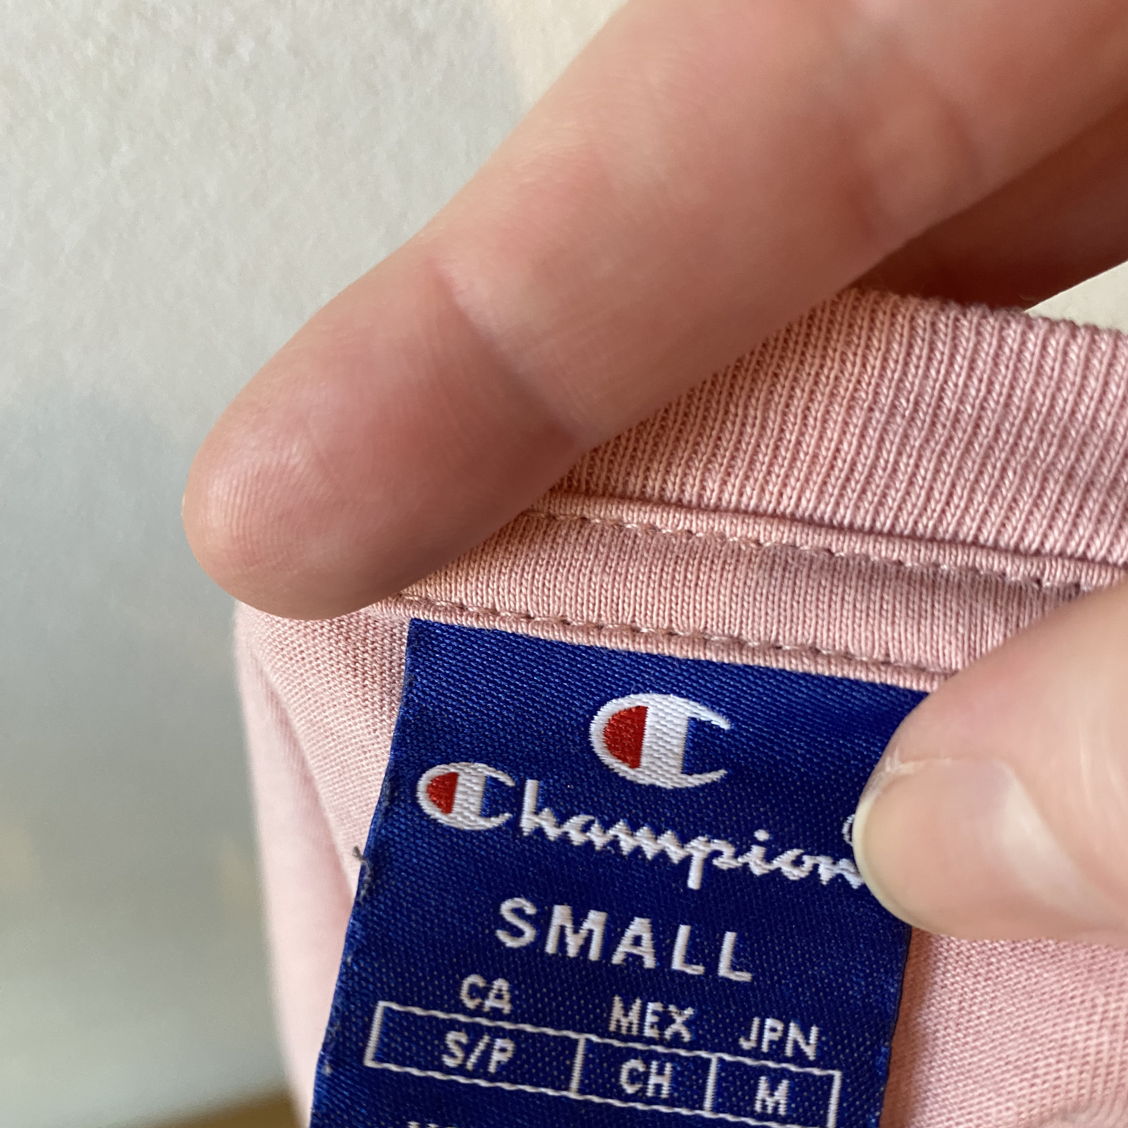 Champion
SMALL
CA MEX JPN
S/P CH M